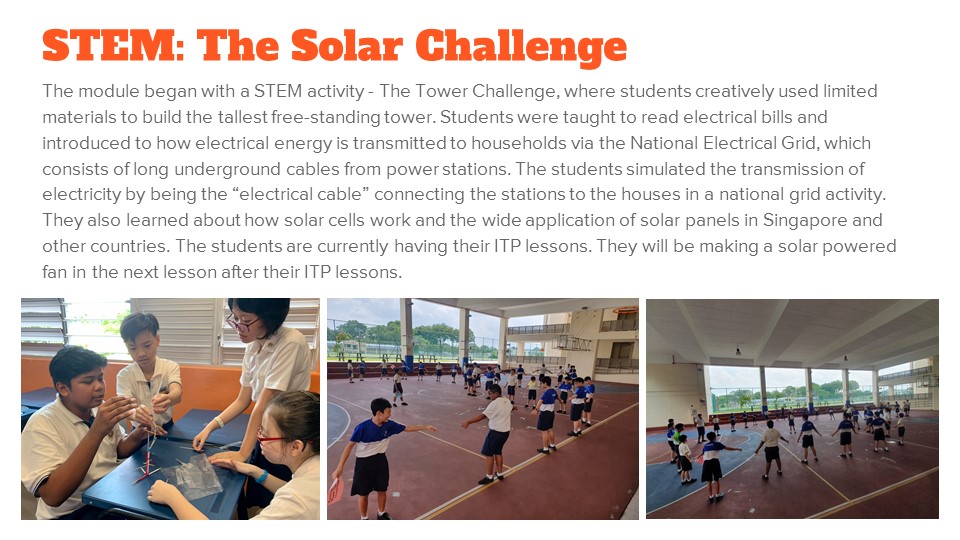 STEM: The Solar Challenge
The module began with a STEM activity - The Tower Challenge, where students creatively used limited
materials to build the tallest free-standing tower. Students were taught to read electrical bills and
introduced to how electrical energy is transmitted to households via the National Electrical Grid, which
consists of long underground cables from power stations. The students simulated the transmission of
electricity by being the “electrical cable” connecting the stations to the houses in a national grid activity.
They also learned about how solar cells work and the wide application of solar panels in Singapore and
other countries. The students are currently having their ITP lessons. They will be making a solar powered
fan in the next lesson after their ITP lessons.